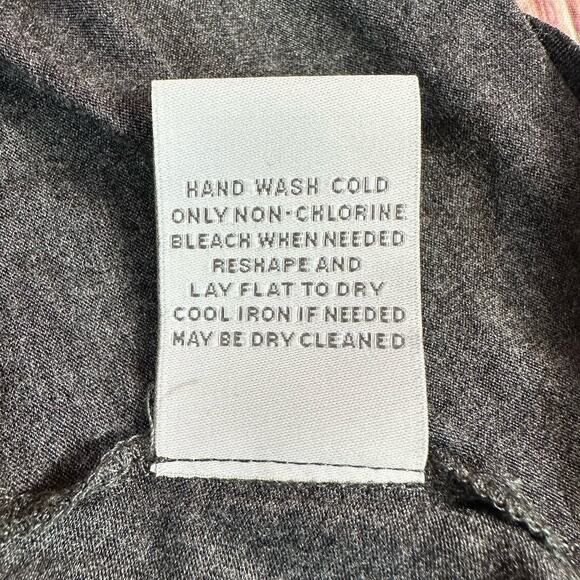 HAND WASH COLD
ONLY NON-CHLORINE
BLEACH WHEN NEEDED
RESHAPE AND
LAY FLAT TO DRY
COOL IRON IF NEEDED
MAY BE DRY CLEANED